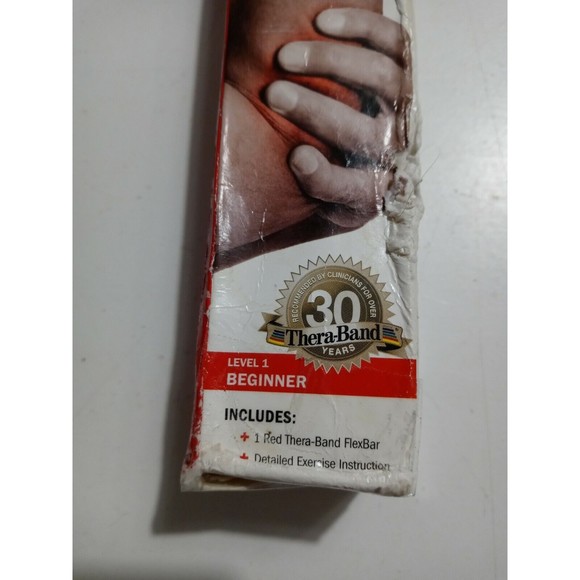 RECOMMENDED BY CLINICIANS FOR OVER
30
Thera-Band
YEARS
LEVEL 1
BEGINNER
INCLUDES:
1 Red Thera-Band FlexBar
Detailed Exercise Instruction